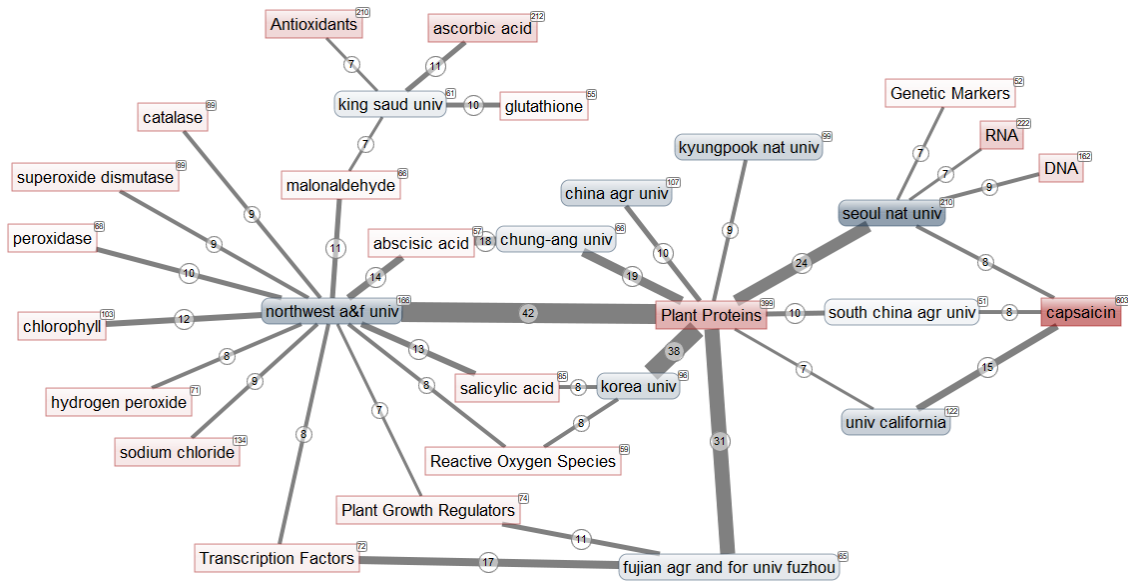 Antioxidants 210
ascorbic acid 212
7
11
king saud univ 61
10
glutathione 55
Genetic Markers 52
catalase 69
RNA 222
kyungpook nat univ 99
7
7
superoxide dismutase 89
malonaldehyde 66
china agr univ 107
7
9
DNA 162
seoul nat univ 210
9
peroxidase 68
9
abscisic acid 57
18
chung-ang univ 66
9
11
10
24
8
10
14
19
northwest a&f univ 166
42
Plant Proteins 399
10
south china agr univ 51
8
capsaicin 603
chlorophyll 103
12
13
38
8
9
7
15
hydrogen peroxide 71
8
salicylic acid 85
8
korea univ 96
7
8
univ california 122
sodium chloride 134
8
31
Reactive Oxygen Species 59
Plant Growth Regulators 74
11
Transcription Factors 72
17
fujian agr and for univ fuzhou 65